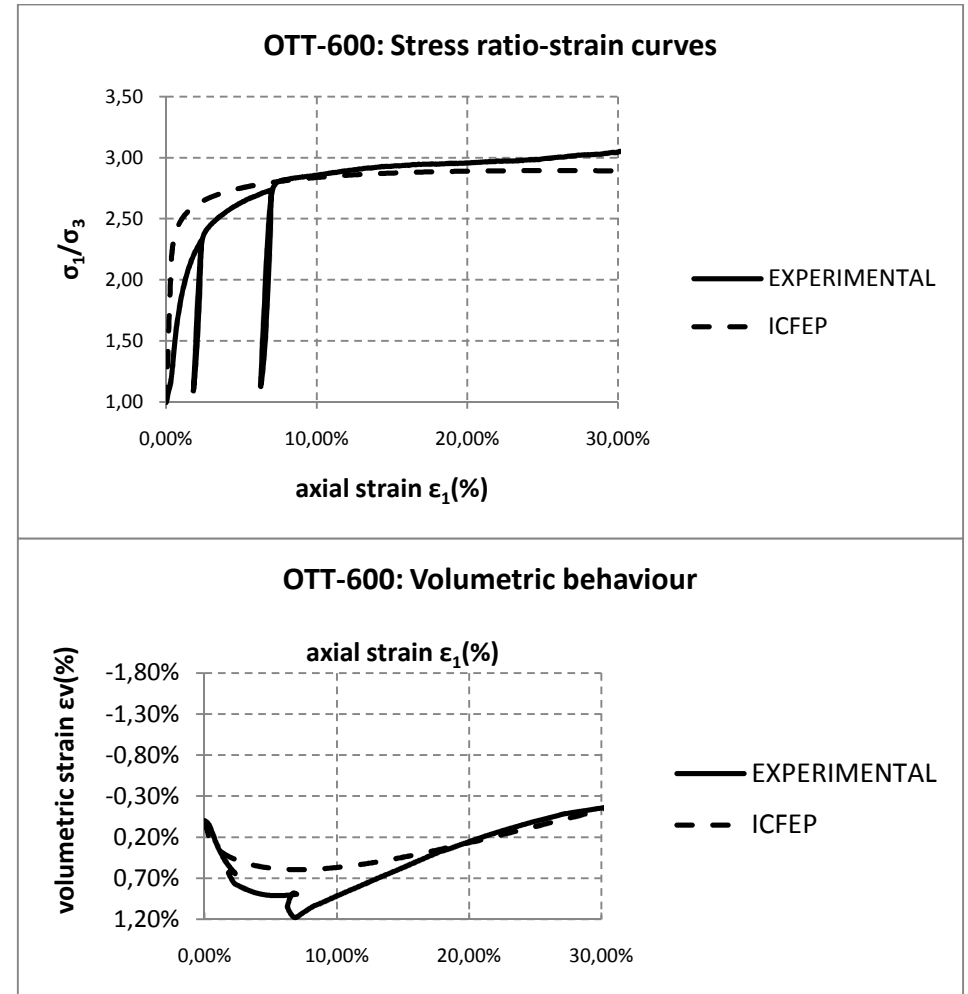 OTT-600: Stress ratio-strain curves
3,50
3,00
2,50
2,00
1,50
1,00
σ1/σ3
0,00%
10,00%
20,00%
30,00%
axial strain ε1(%)
EXPERIMENTAL
ICFEP
OTT-600: Volumetric behaviour
axial strain ε1(%)
-1,80%
-1,30%
-0,80%
-0,30%
0,20%
0,70%
1,20%
volumetric strain εv(%)
0,00%
10,00%
20,00%
30,00%
EXPERIMENTAL
ICFEP